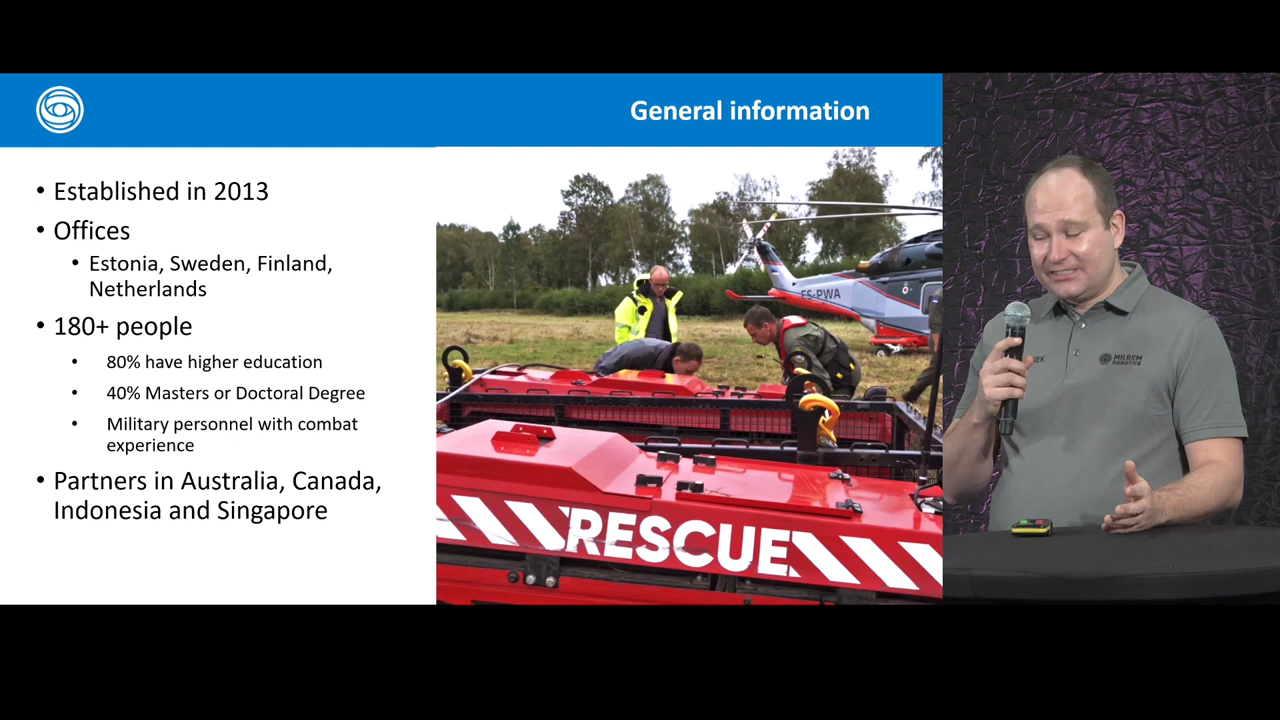 General information
• Established in 2013
• Offices
• Estonia, Sweden, Finland,
Netherlands
• 180+ people
• 80% have higher education
• 40% Masters or Doctoral Degree
• Military personnel with combat
experience
• Partners in Australia, Canada,
Indonesia and Singapore
ES-PWA
RESCUE
MILREM
ROBOTICS